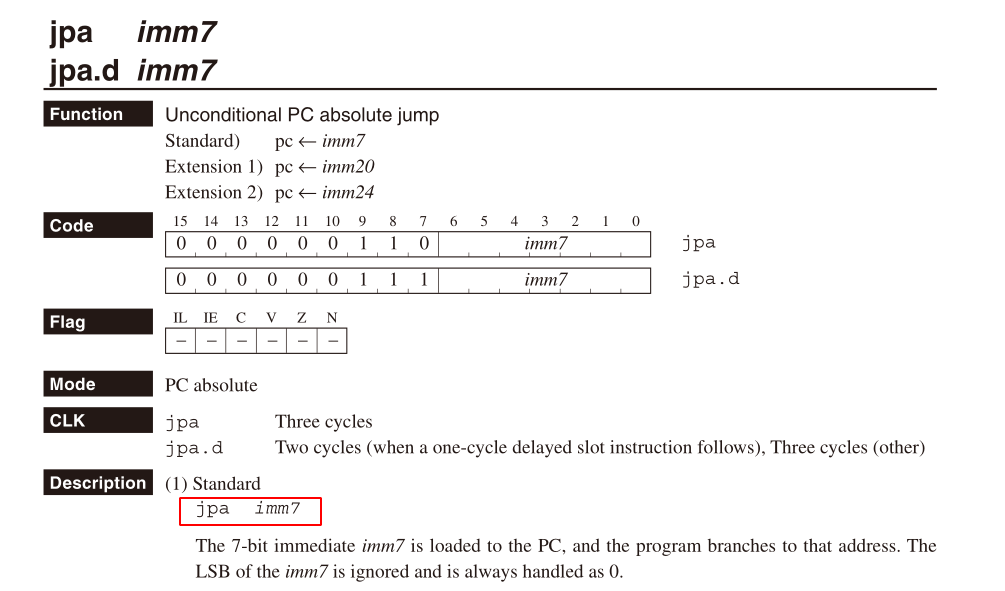 jpa imm7
jpa.d imm7
Function Unconditional PC absolute jump
Standard) pc ← imm7
Extension 1) pc ← imm20
Extension 2) pc ← imm24
Code 15 14 13 12 11 10 9 8 7 6 5 4 3 2 1 0
0 0 0 0 0 0 1 1 0 imm7 jpa
0 0 0 0 0 0 1 1 1 imm7 jpa.d
Flag IL IE C V Z N
– – – – – –
Mode PC absolute
CLK jpa Three cycles
jpa.d Two cycles (when a one-cycle delayed slot instruction follows), Three cycles (other)
Description (1) Standard
jpa imm7
The 7-bit immediate imm7 is loaded to the PC, and the program branches to that address. The
LSB of the imm7 is ignored and is always handled as 0.